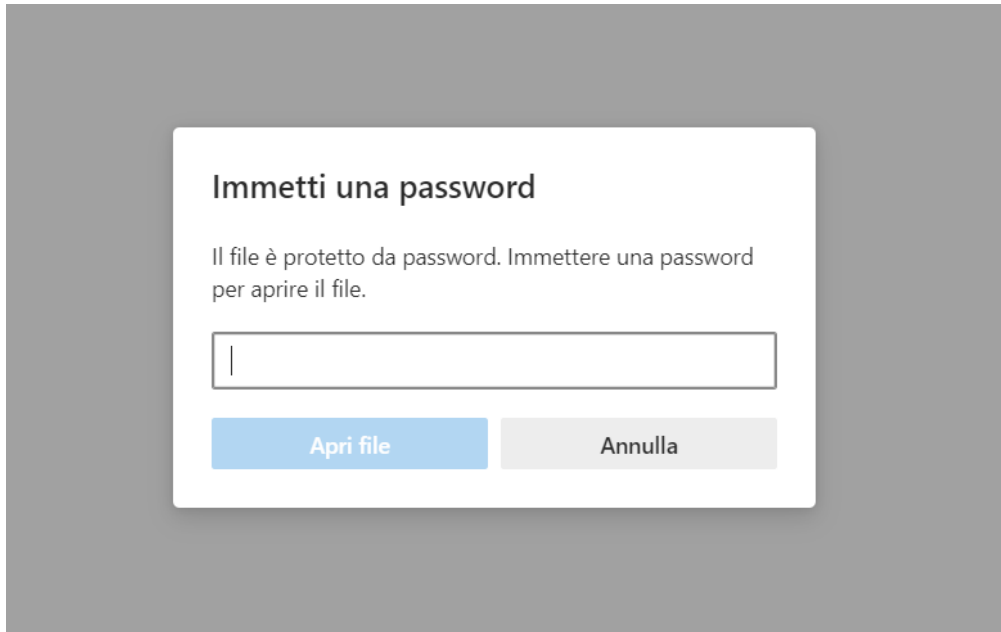 Immetti una password
Il file è protetto da password. Immettere una password
per aprire il file.
Apri file
Annulla